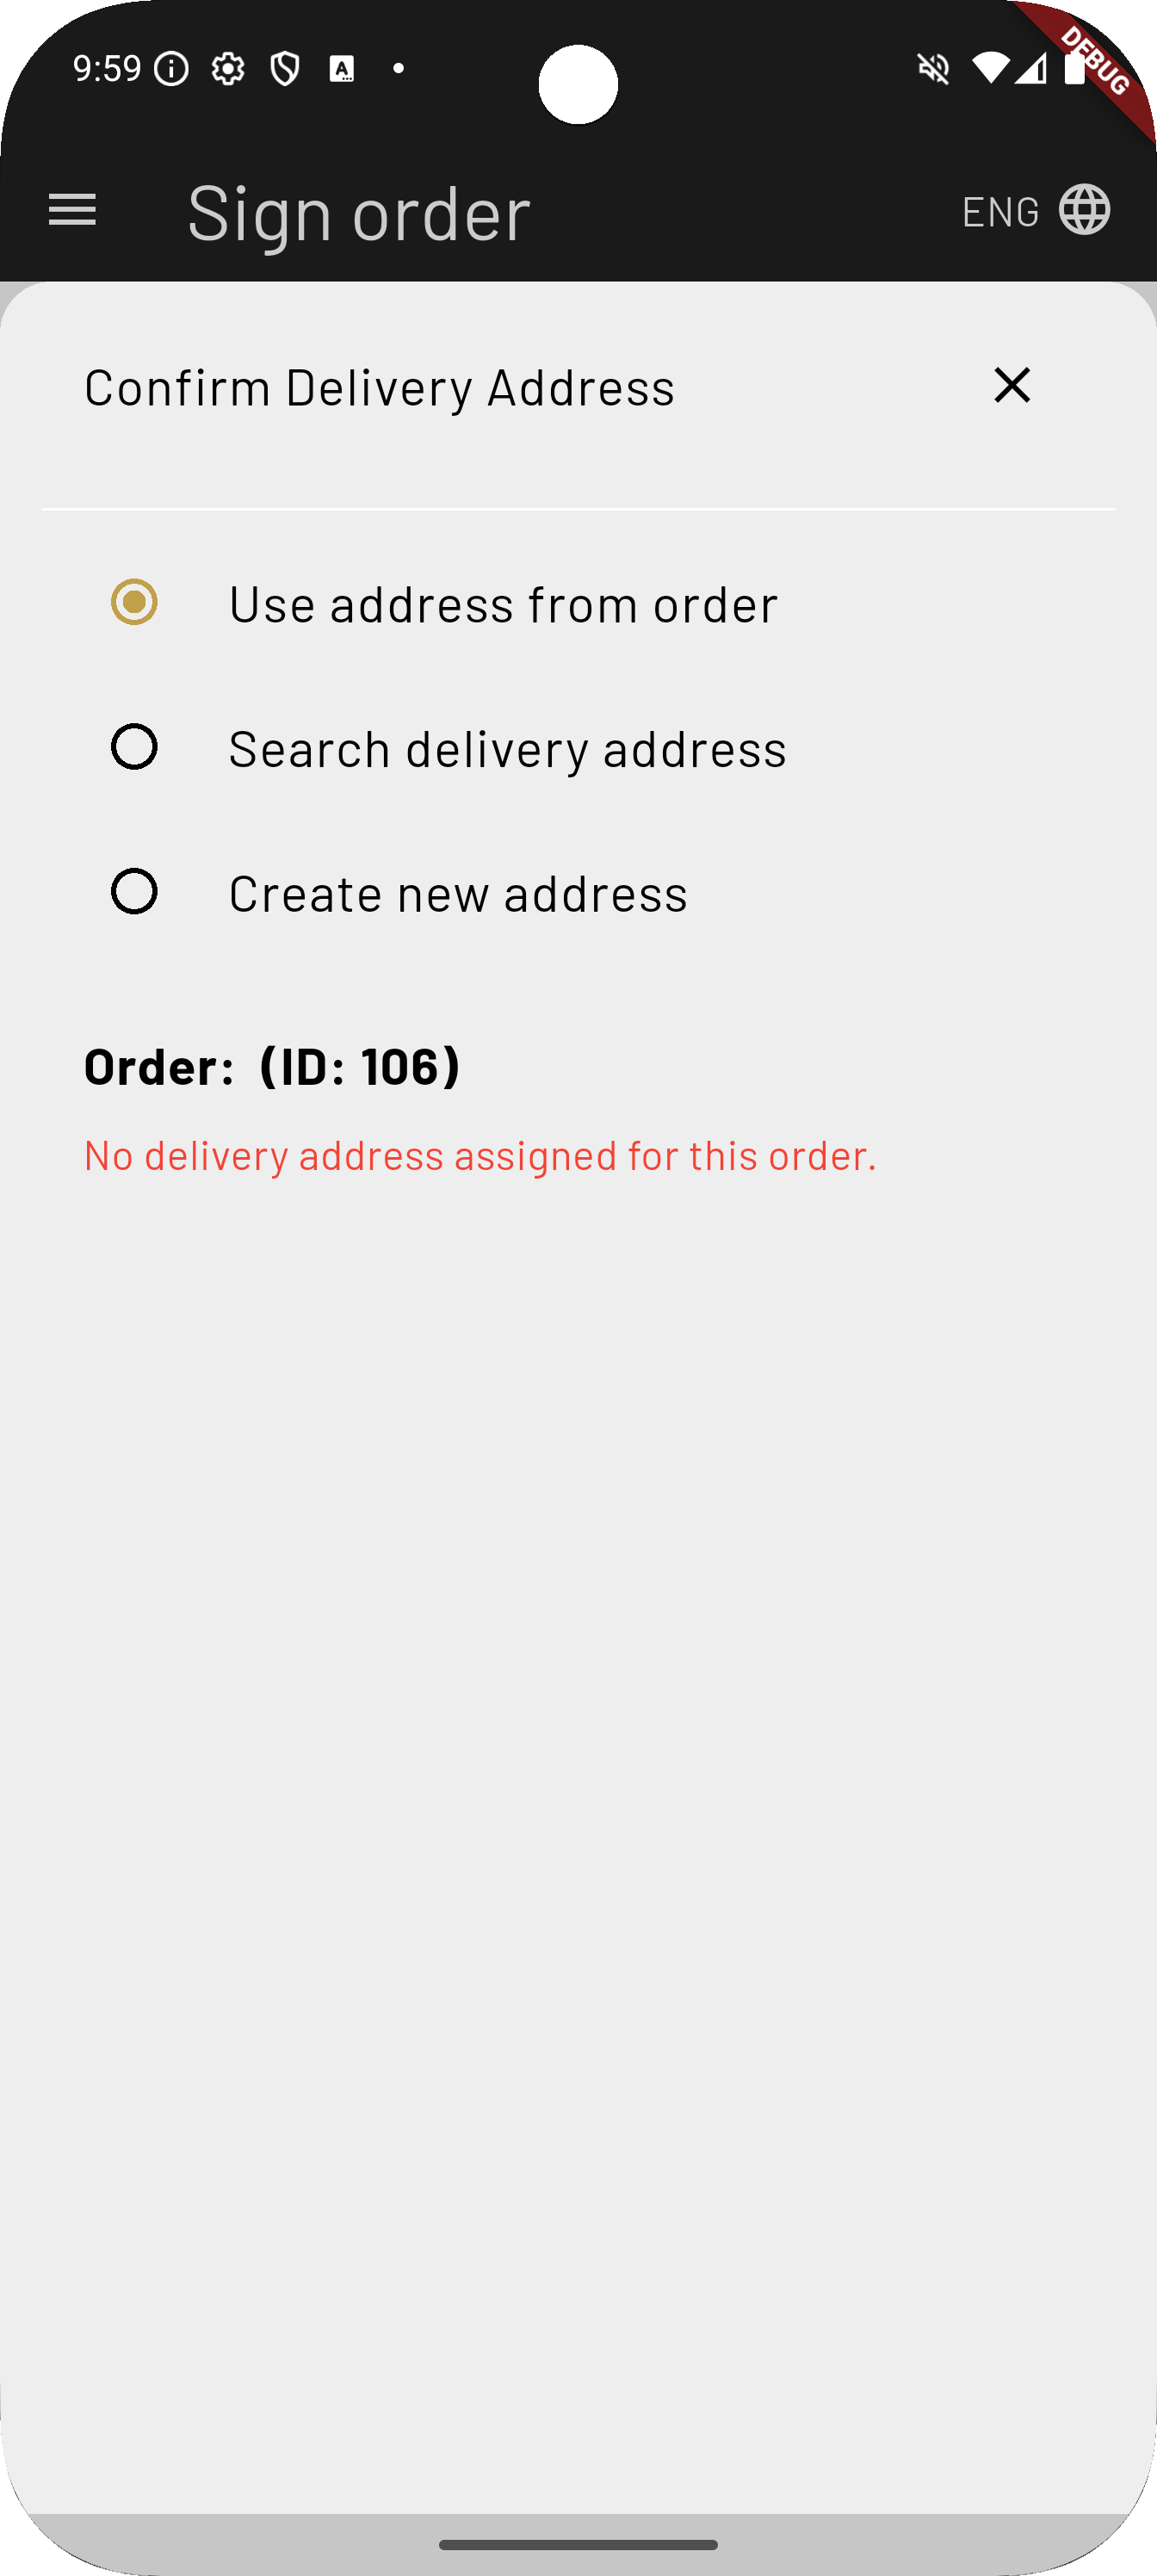 9:59
DEBUG
Sign order
ENG
Confirm Delivery Address
Use address from order
Search delivery address
Create new address
Order:  (ID: 106)
No delivery address assigned for this order.